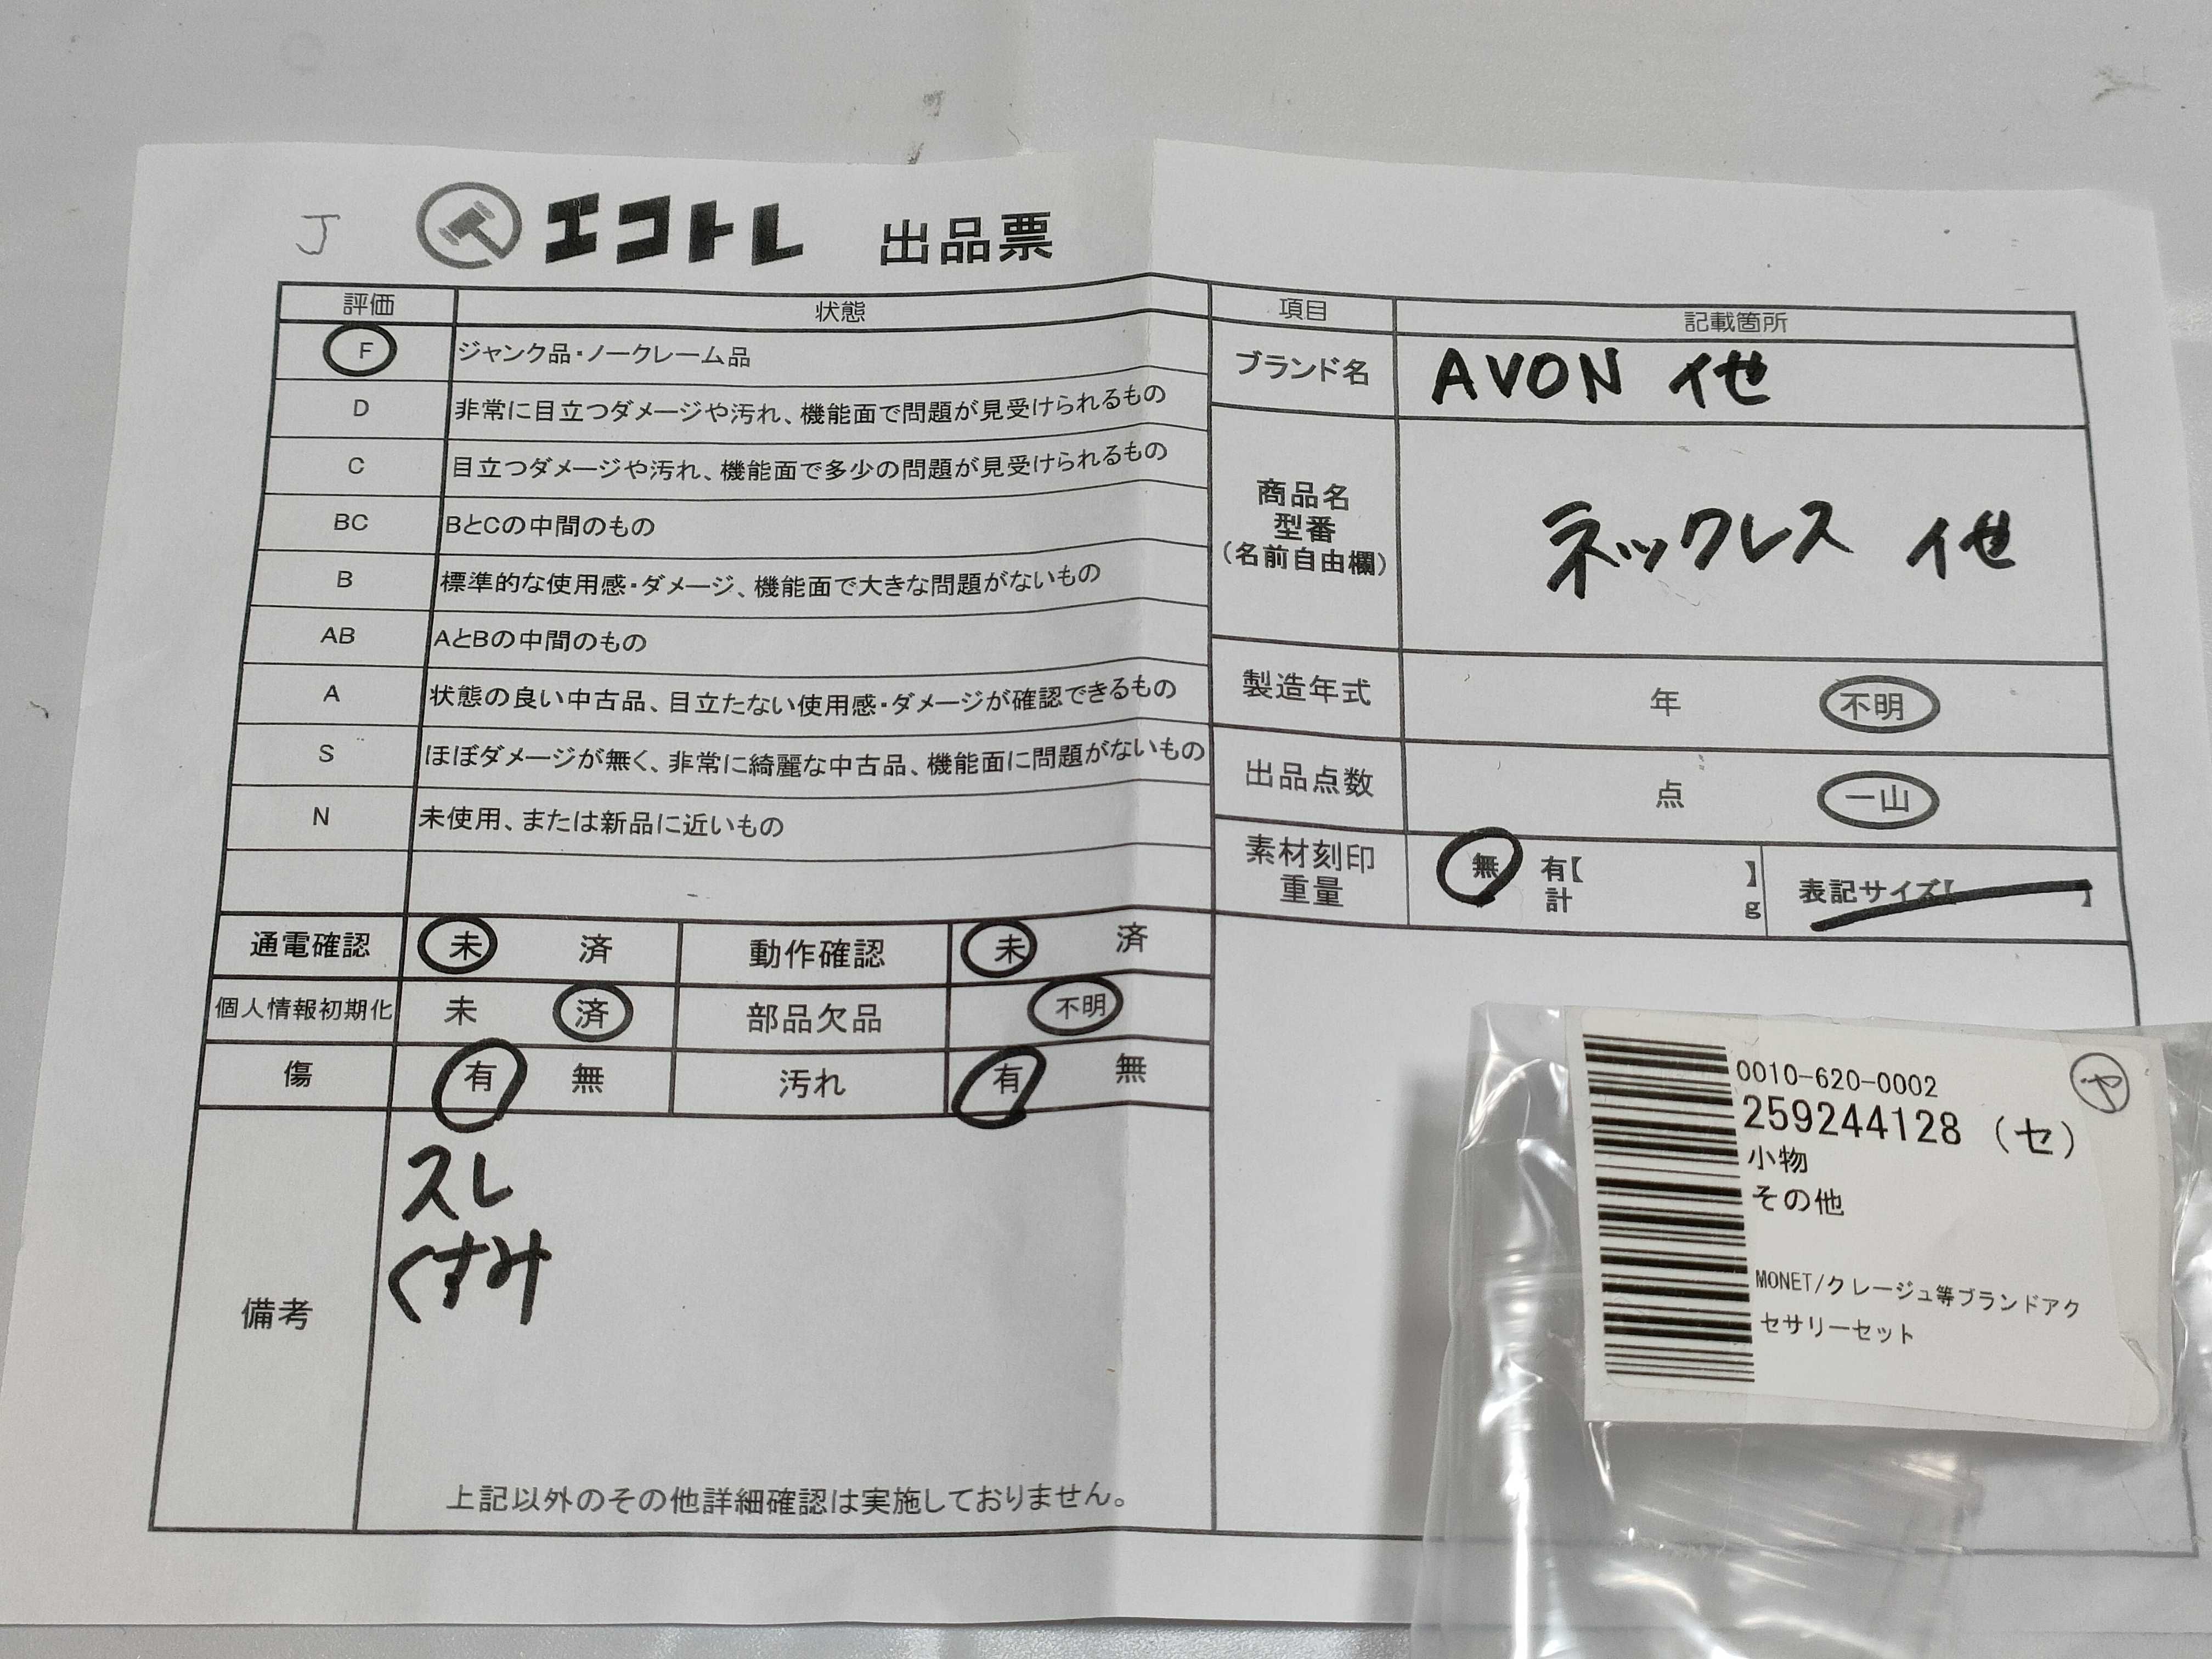 J
エコトレ 出品票
評価 状態
F ジャンク品・ノークレーム品
D 非常に目立つダメージや汚れ、機能面で問題が見受けられるもの
C 目立つダメージや汚れ、機能面で多少の問題が見受けられるもの
BC BとCの中間のもの
B 標準的な使用感・ダメージ、機能面で大きな問題がないもの
AB AとBの中間のもの
A 状態の良い中古品、目立たない使用感・ダメージが確認できるもの
S ほぼダメージが無く、非常に綺麗な中古品、機能面に問題がないもの
N 未使用、または新品に近いもの
通電確認 未 済 動作確認 未 済
個人情報初期化 未 済 部品欠品 不明
傷 有 無 汚れ 有 無
備考
スレ
くすみ
上記以外のその他詳細確認は実施しておりません。
項目 記載箇所
ブランド名 AVON 他
商品名
型番
(名前自由欄)
ネックレス 他
製造年式 年 不明
出品点数 点 一山
素材刻印 無 有【 】
重量 計 g
表記サイズ【 】
0010-620-0002
ヤ
259244128 (セ)
小物
その他
MONET/クレージュ等ブランドアク
セサリーセット